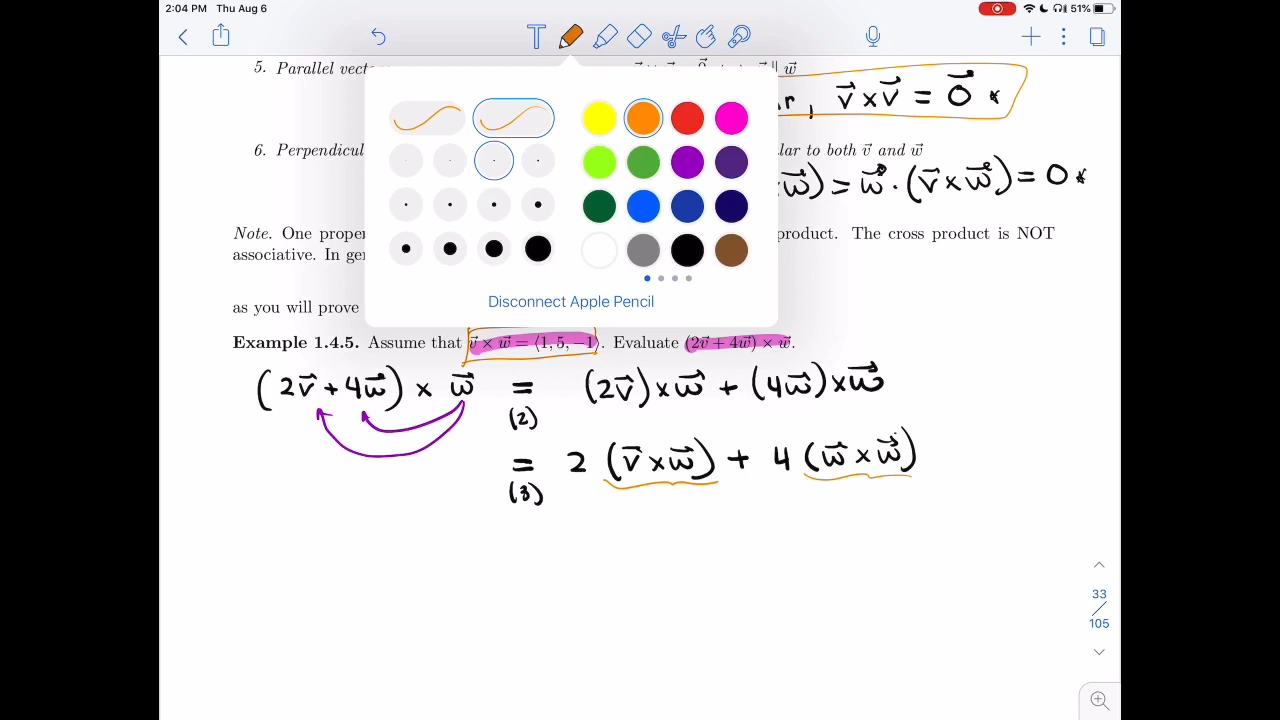 2:04 PM Thu Aug 6 51%
T
5. Parallel vect
r, v⃗ × v⃗ = 0⃗ *
6. Perpendicul lar to both v⃗ and w⃗
w⃗) = w⃗ · (v⃗ × w⃗) = 0 *
Note. One proper product. The cross product is NOT
associative. In ge
as you will prove
Disconnect Apple Pencil
Example 1.4.5. Assume that v⃗ × w⃗ = ⟨1, 5, −1⟩. Evaluate (2v⃗ + 4w⃗) × w⃗.
(2v⃗ + 4w⃗) × w⃗ = (2v⃗) × w⃗ + (4w⃗) × w⃗
(2)
= 2 (v⃗ × w⃗) + 4 (w⃗ × w⃗)
(3)
33
105